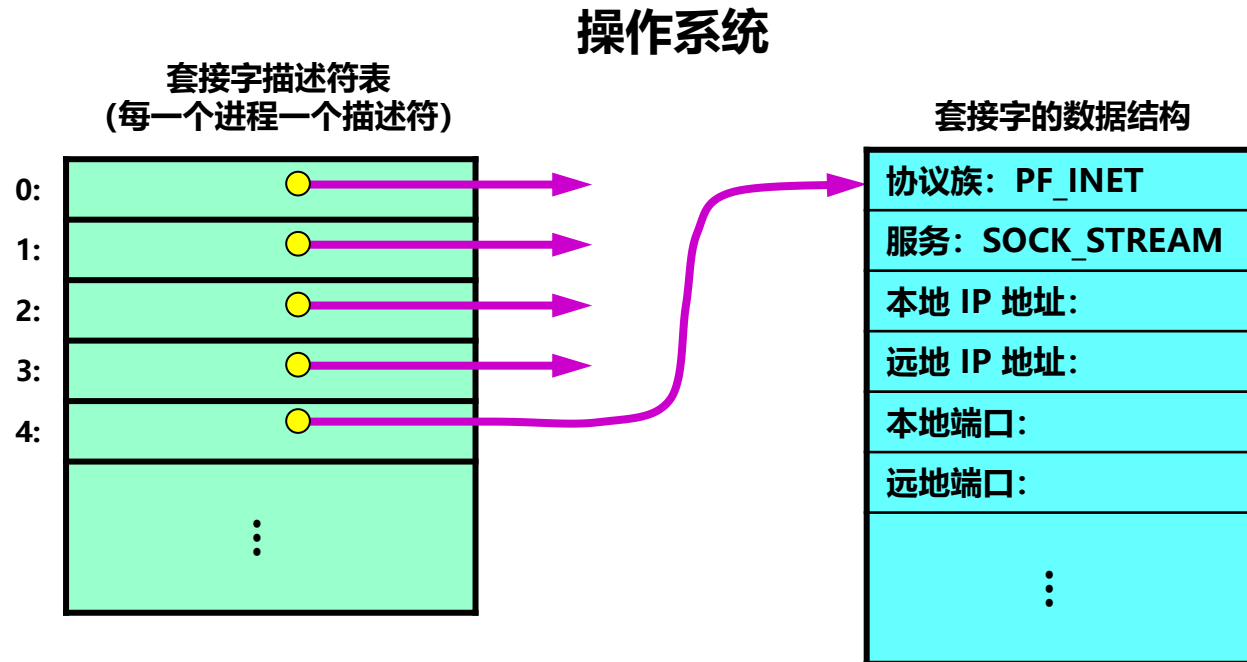 操作系统
套接字描述符表
(每一个进程一个描述符)
0:
1:
2:
3:
4:
⋮
套接字的数据结构
协议族：PF_INET
服务：SOCK_STREAM
本地 IP 地址：
远地 IP 地址：
本地端口：
远地端口：
⋮